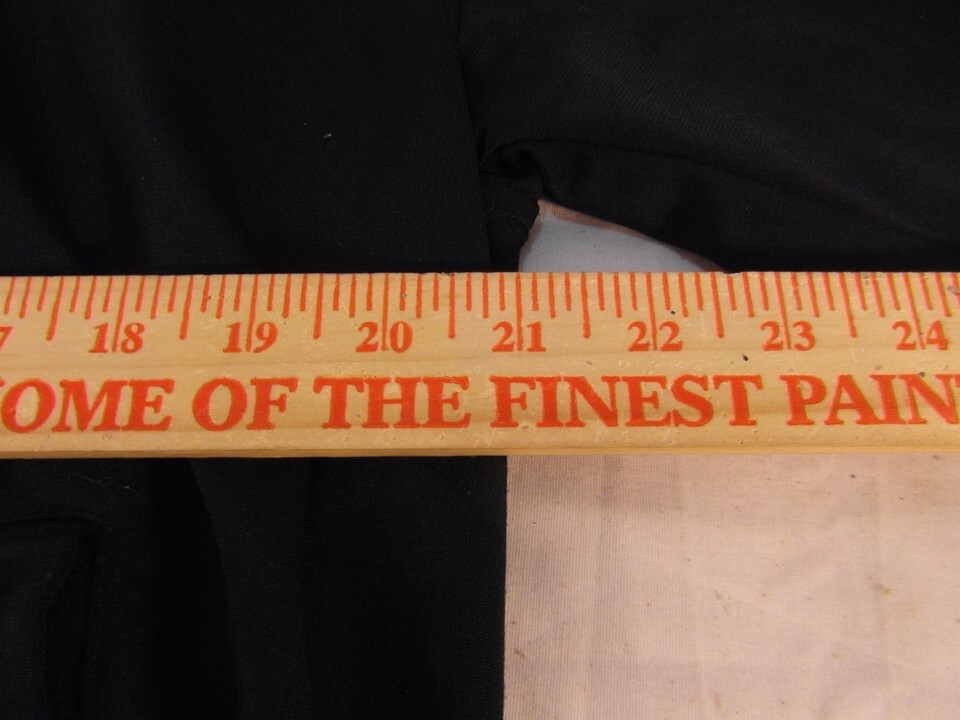 18 19 20 21 22 23 24
OME OF THE FINEST PAIN